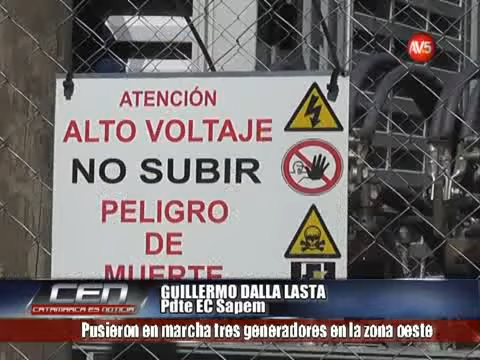 AV5
ATENCIÓN
ALTO VOLTAJE
NO SUBIR
PELIGRO
DE
MUERTE
CEN
CATAMARCA ES NOTICIA
GUILLERMO DALLA LASTA
Pdte EC Sapem
Pusieron en marcha tres generadores en la zona oeste